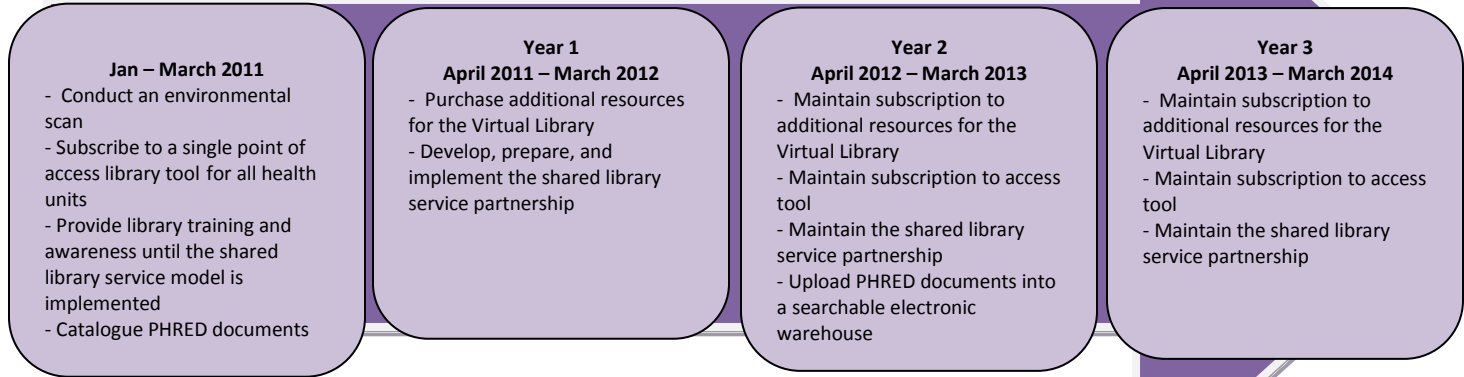 Jan – March 2011
- Conduct an environmental
scan
- Subscribe to a single point of
access library tool for all health
units
- Provide library training and
awareness until the shared
library service model is
implemented
- Catalogue PHRED documents
Year 1
April 2011 – March 2012
- Purchase additional resources
for the Virtual Library
- Develop, prepare, and
implement the shared library
service partnership
Year 2
April 2012 – March 2013
- Maintain subscription to
additional resources for the
Virtual Library
- Maintain subscription to access
tool
- Maintain the shared library
service partnership
- Upload PHRED documents into
a searchable electronic
warehouse
Year 3
April 2013 – March 2014
- Maintain subscription to
additional resources for the
Virtual Library
- Maintain subscription to access
tool
- Maintain the shared library
service partnership